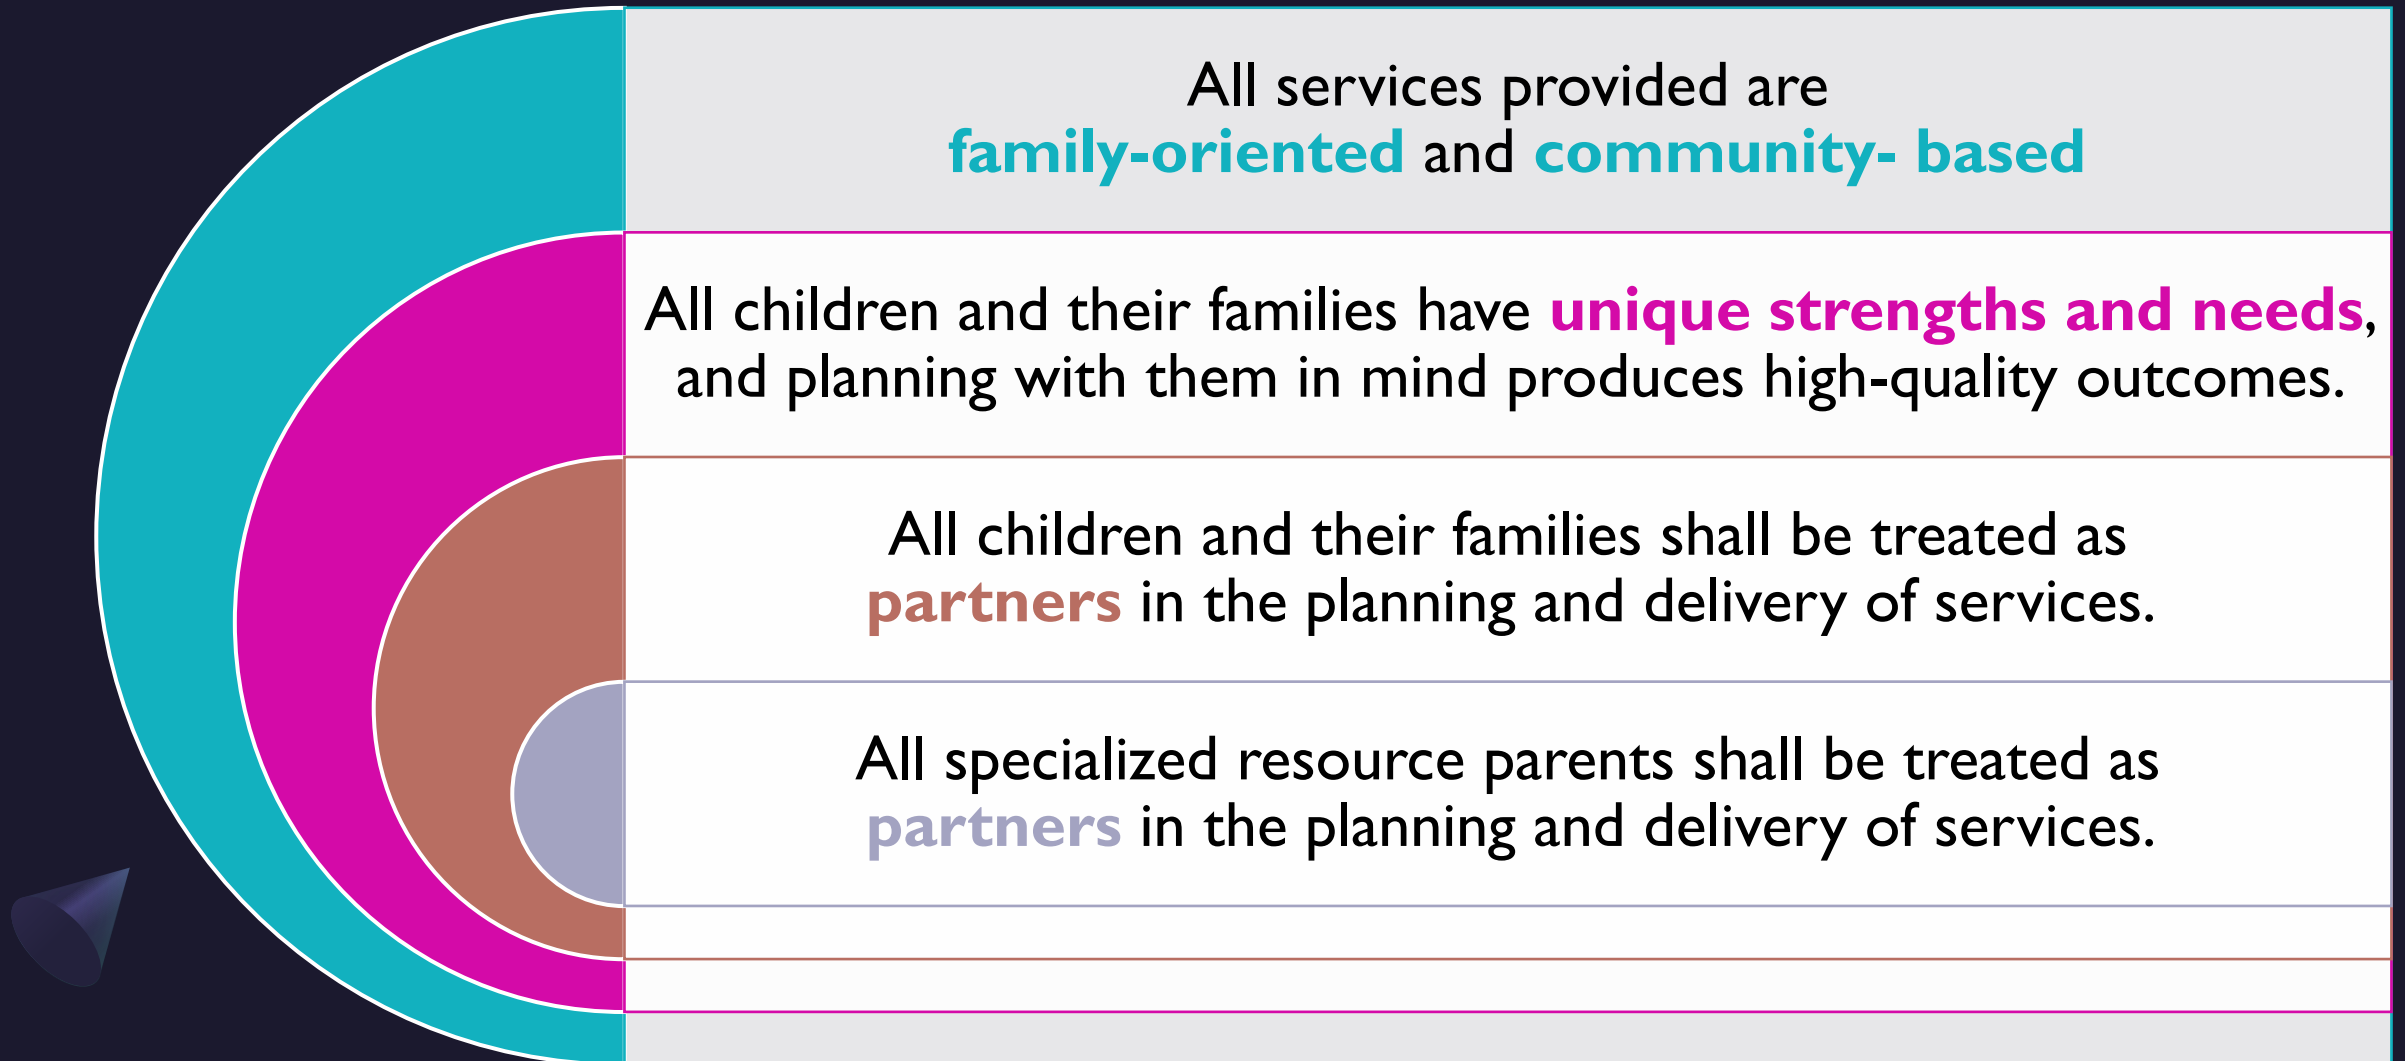 All services provided are
family-oriented and community- based
All children and their families have unique strengths and needs,
and planning with them in mind produces high-quality outcomes.
All children and their families shall be treated as
partners in the planning and delivery of services.
All specialized resource parents shall be treated as
partners in the planning and delivery of services.